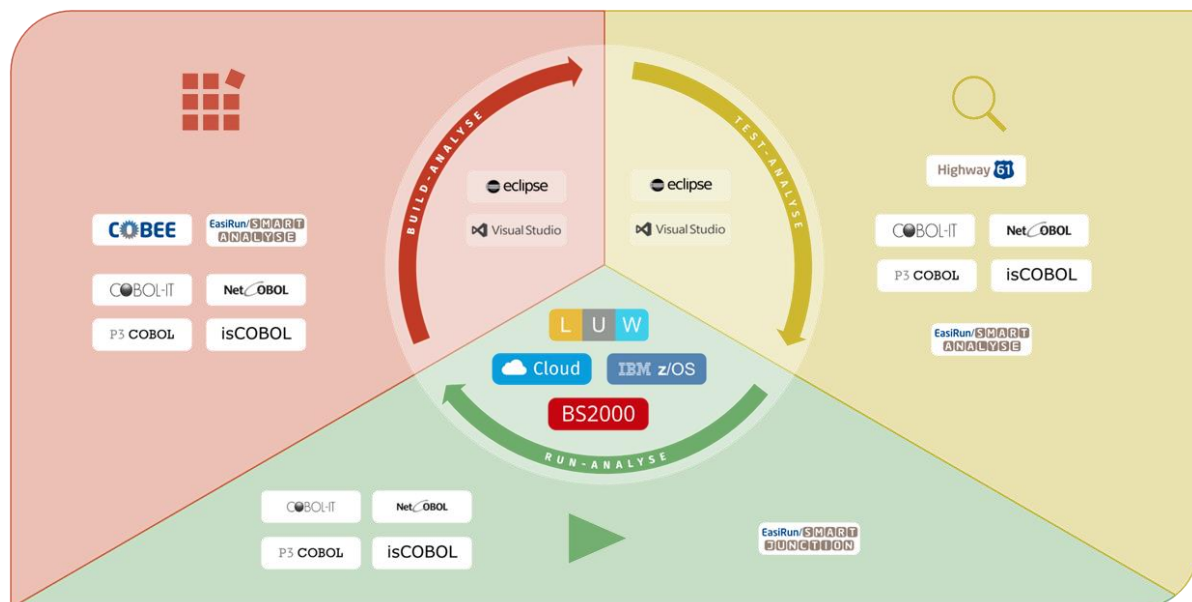 BUILD-ANALYSE
TEST-ANALYSE
eclipse
Visual Studio
eclipse
Visual Studio
COBEE
EasiRun/SMART
ANALYSE
COBOL-IT
NetCOBOL
P3 COBOL
isCOBOL
Highway 61
COBOL-IT
NetCOBOL
P3 COBOL
isCOBOL
EasiRun/SMART
ANALYSE
L U W
Cloud
IBM z/OS
BS2000
RUN-ANALYSE
COBOL-IT
NetCOBOL
P3 COBOL
isCOBOL
EasiRun/SMART
JUNCTION